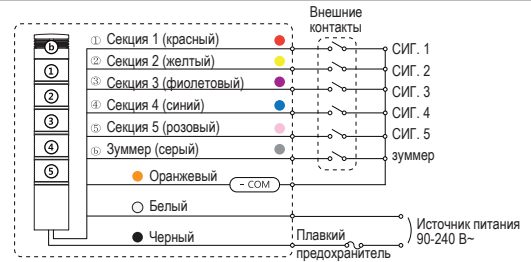 Внешние
контакты
b
① Секция 1 (красный)
СИГ. 1
1
② Секция 2 (желтый)
СИГ. 2
2
③ Секция 3 (фиолетовый)
СИГ. 3
3
④ Секция 4 (синий)
СИГ. 4
4
⑤ Секция 5 (розовый)
СИГ. 5
5
ⓑ Зуммер (серый)
зуммер
Оранжевый
- COM
Белый
Источник питания
90-240 В~
Черный
Плавкий
предохранитель